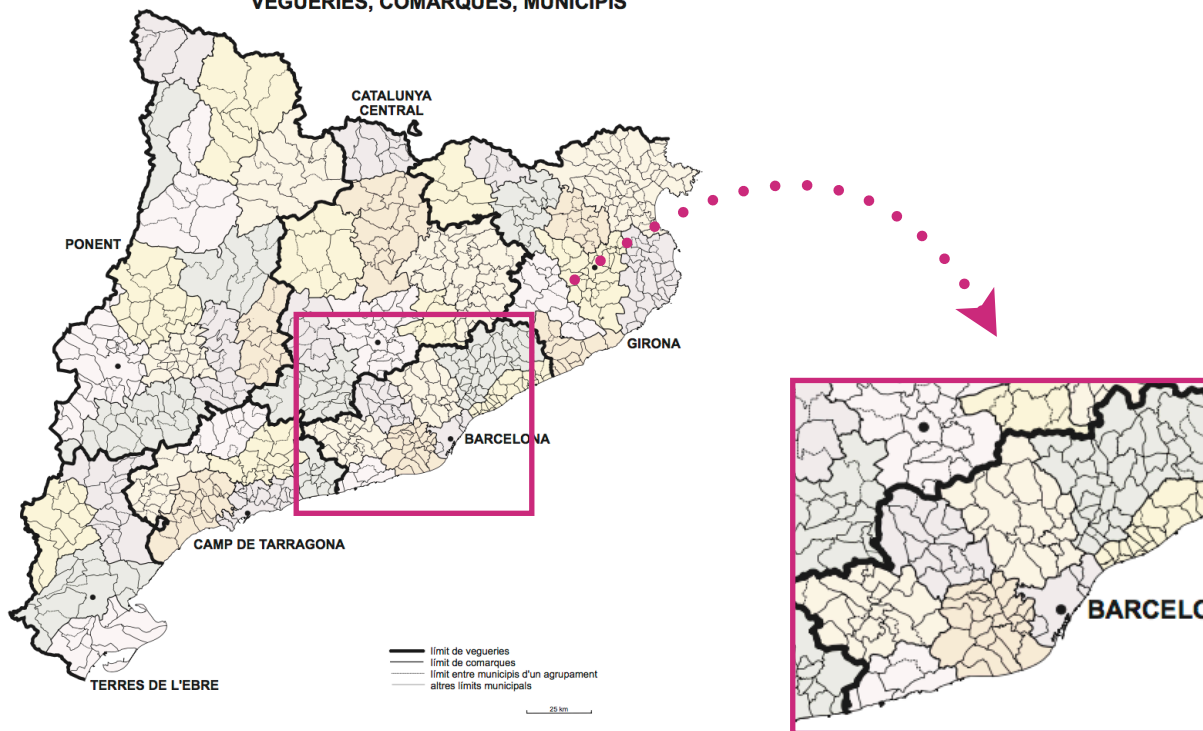 VEGUERIES, COMARQUES, MUNICIPIS
CATALUNYA
CENTRAL
PONENT
GIRONA
BARCELONA
CAMP DE TARRAGONA
TERRES DE L'EBRE
límit de vegueries
límit de comarques
límit entre municipis d'un agrupament
altres límits municipals
25 km
BARCELO